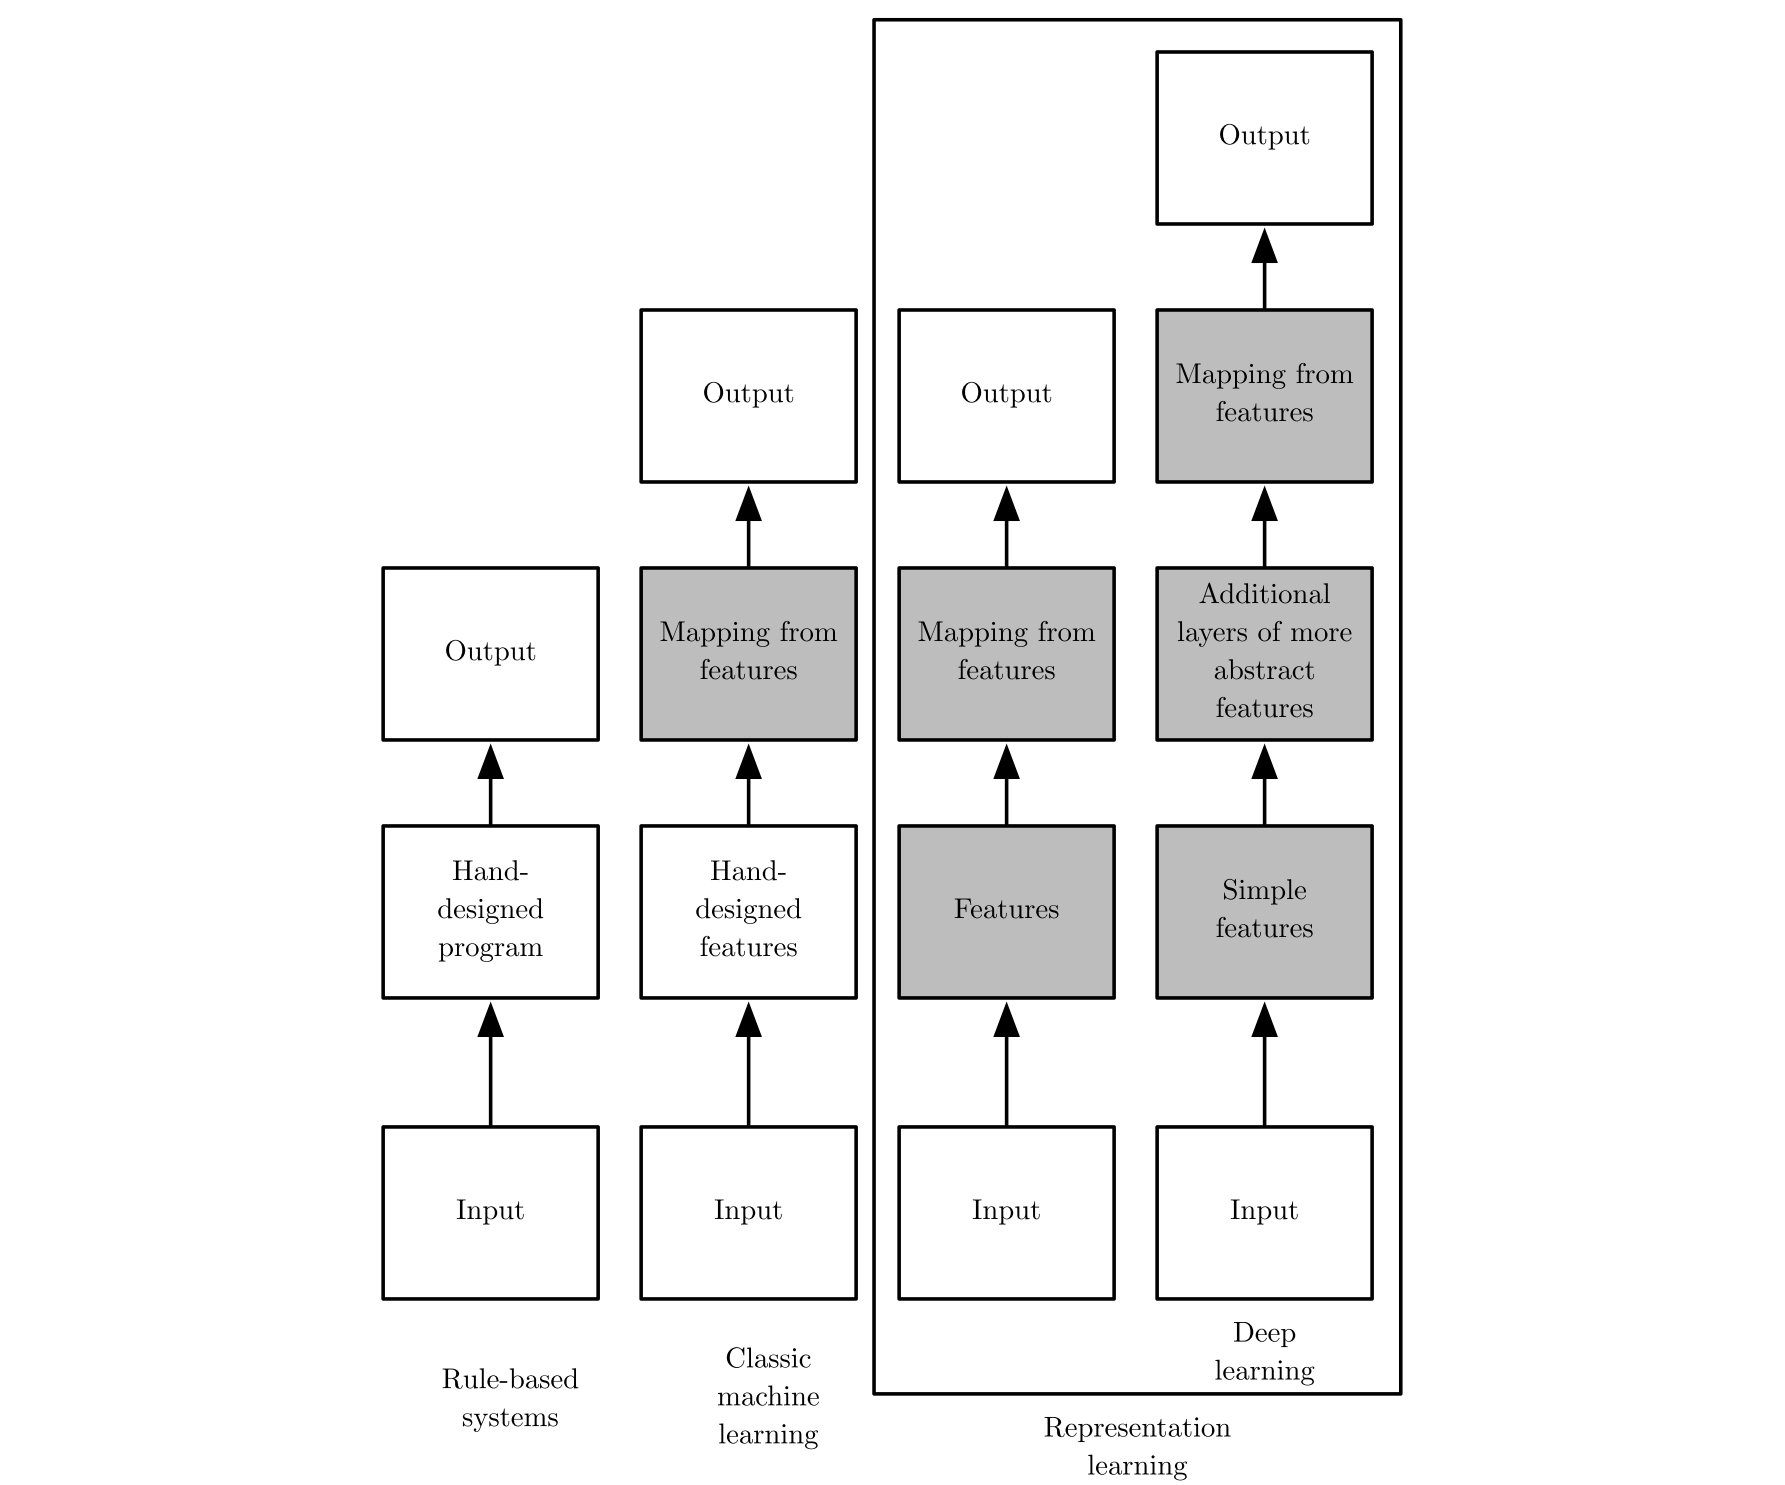 Output
Output
Output
Mapping from
features
Output
Mapping from
features
Mapping from
features
Additional
layers of more
abstract
features
Hand-
designed
program
Hand-
designed
features
Features
Simple
features
Input
Input
Input
Input
Rule-based
systems
Classic
machine
learning
Deep
learning
Representation
learning